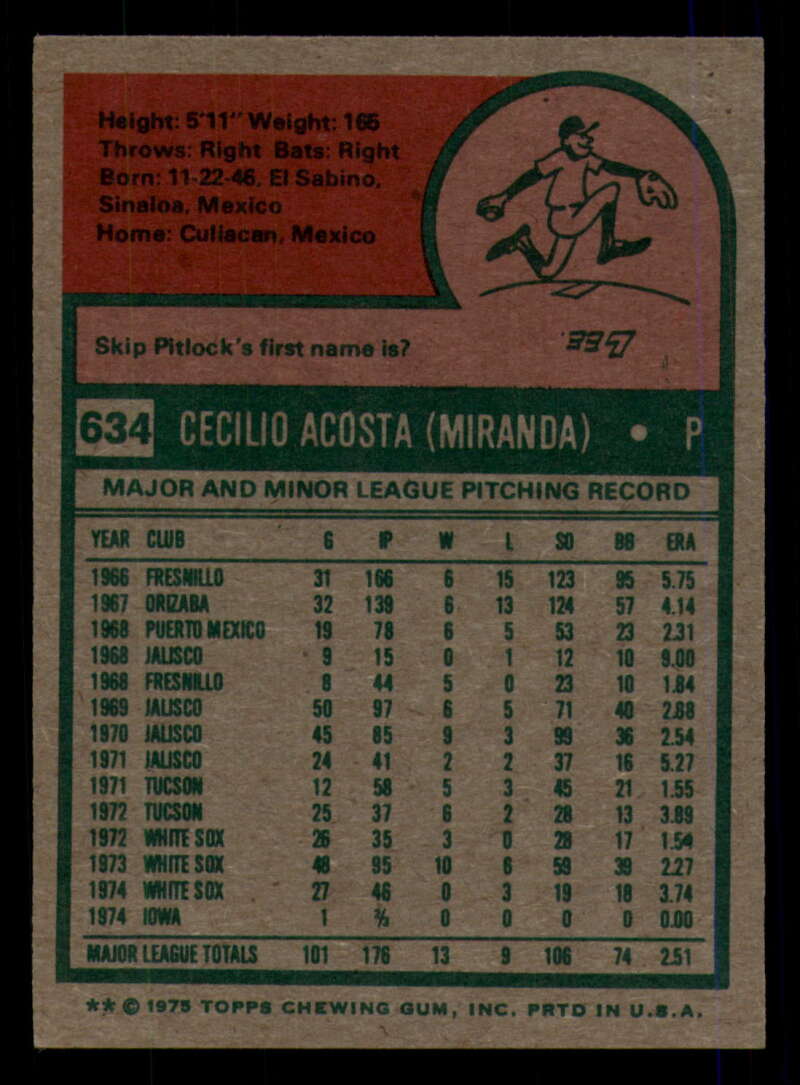 Height: 5'11" Weight: 165
Throws: Right Bats: Right
Born: 11-22-46, El Sabino,
Sinaloa, Mexico
Home: Culiacan, Mexico
Skip Pitlock's first name is?
Lee.
634 CECILIO ACOSTA (MIRANDA) • P
MAJOR AND MINOR LEAGUE PITCHING RECORD
YEAR CLUB G IP W L SO BB ERA
1966 FRESNILLO 31 166 6 15 123 95 5.75
1967 ORIZABA 32 139 6 13 124 57 4.14
1968 PUERTO MEXICO 19 78 6 5 53 23 2.31
1968 JALISCO 9 15 0 1 12 10 9.00
1968 FRESNILLO 8 44 5 0 23 10 1.84
1969 JALISCO 50 97 6 5 71 40 2.88
1970 JALISCO 45 85 9 3 99 36 2.54
1971 JALISCO 24 41 2 2 37 16 5.27
1971 TUCSON 12 58 5 3 45 21 1.55
1972 TUCSON 25 37 6 2 28 13 3.89
1972 WHITE SOX 26 35 3 0 28 17 1.54
1973 WHITE SOX 48 95 10 6 59 39 2.27
1974 WHITE SOX 27 46 0 3 19 18 3.74
1974 IOWA 1 ⅔ 0 0 0 0 0.00
MAJOR LEAGUE TOTALS 101 176 13 9 106 74 2.51
** © 1975 TOPPS CHEWING GUM, INC. PRTD IN U.S.A.